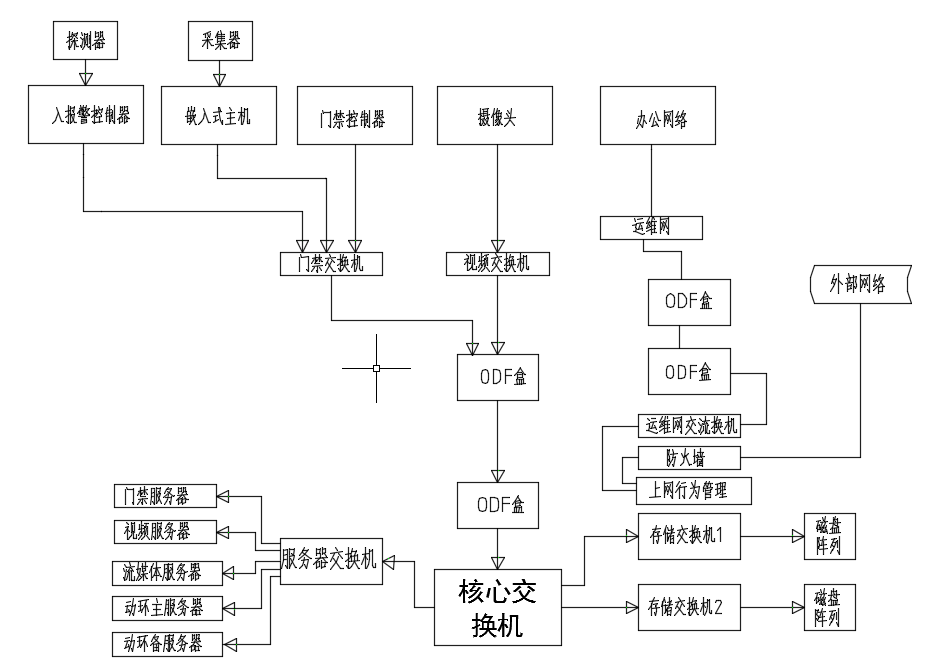 探测器
采集器
入报警控制器
嵌入式主机
门禁控制器
摄像头
办公网络
运维网
门禁交换机
视频交换机
外部网络
ODF盒
ODF盒
ODF盒
运维网交流换机
防火墙
上网行为管理
ODF盒
门禁服务器
视频服务器
流媒体服务器
动环主服务器
动环备服务器
服务器交换机
核心交
换机
存储交换机1
磁盘
阵列
存储交换机2
磁盘
阵列